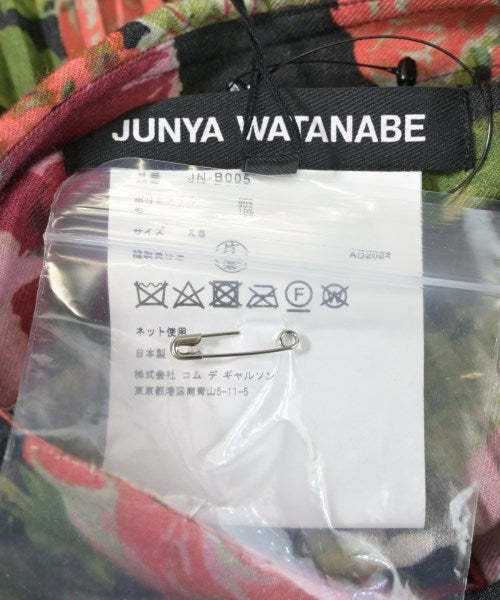 JUNYA WATANABE
JN-B005
サイズ XS
AD202
F
W
ネット使用
日本製
株式会社 コム デ ギャルソン
東京都港区南青山5-11-5